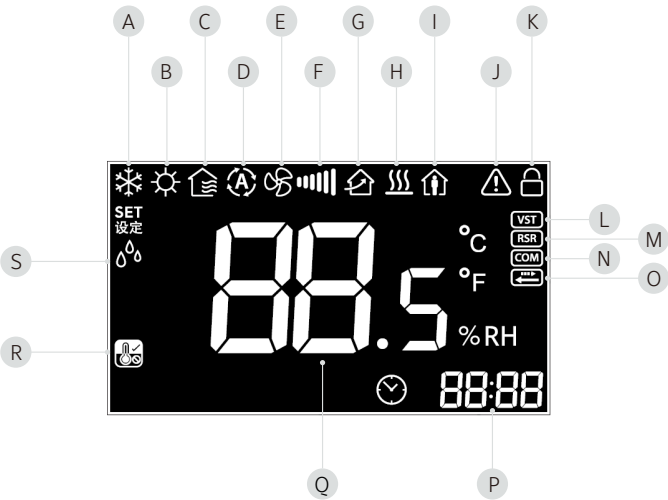 A C E G I K
B D F H J
SET
设定
A
VST
RSR
COM
L
M
N
O
S
R
88.5
°C
°F
%RH
88:88
Q
P